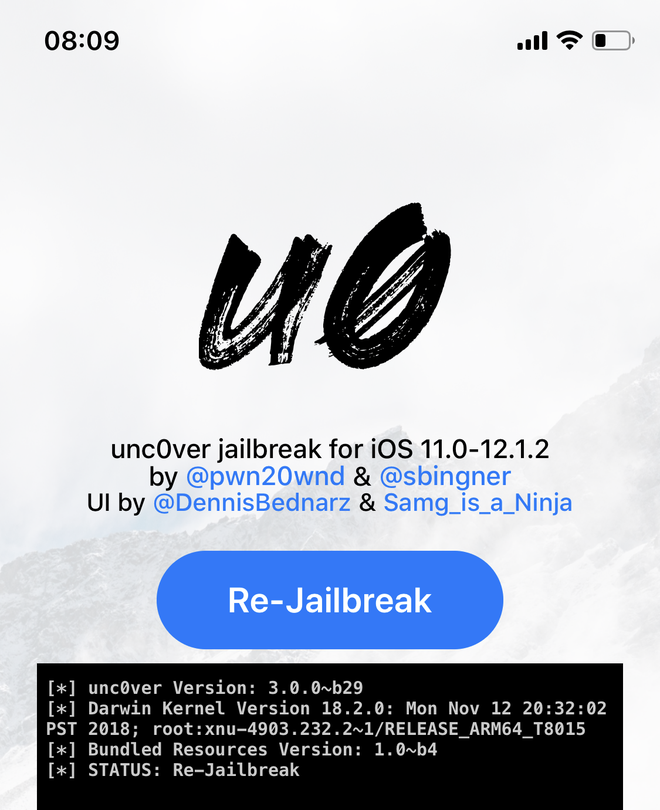 08:09
u0
unc0ver jailbreak for iOS 11.0-12.1.2
by @pwn20wnd & @sbingner
UI by @DennisBednarz & Samg_is_a_Ninja
Re-Jailbreak
[*] unc0ver Version: 3.0.0~b29
[*] Darwin Kernel Version 18.2.0: Mon Nov 12 20:32:02
PST 2018; root:xnu-4903.232.2~1/RELEASE_ARM64_T8015
[*] Bundled Resources Version: 1.0~b4
[*] STATUS: Re-Jailbreak